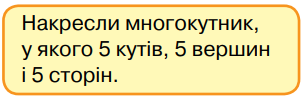 Накресли многокутник,
у якого 5 кутів, 5 вершин
і 5 сторін.